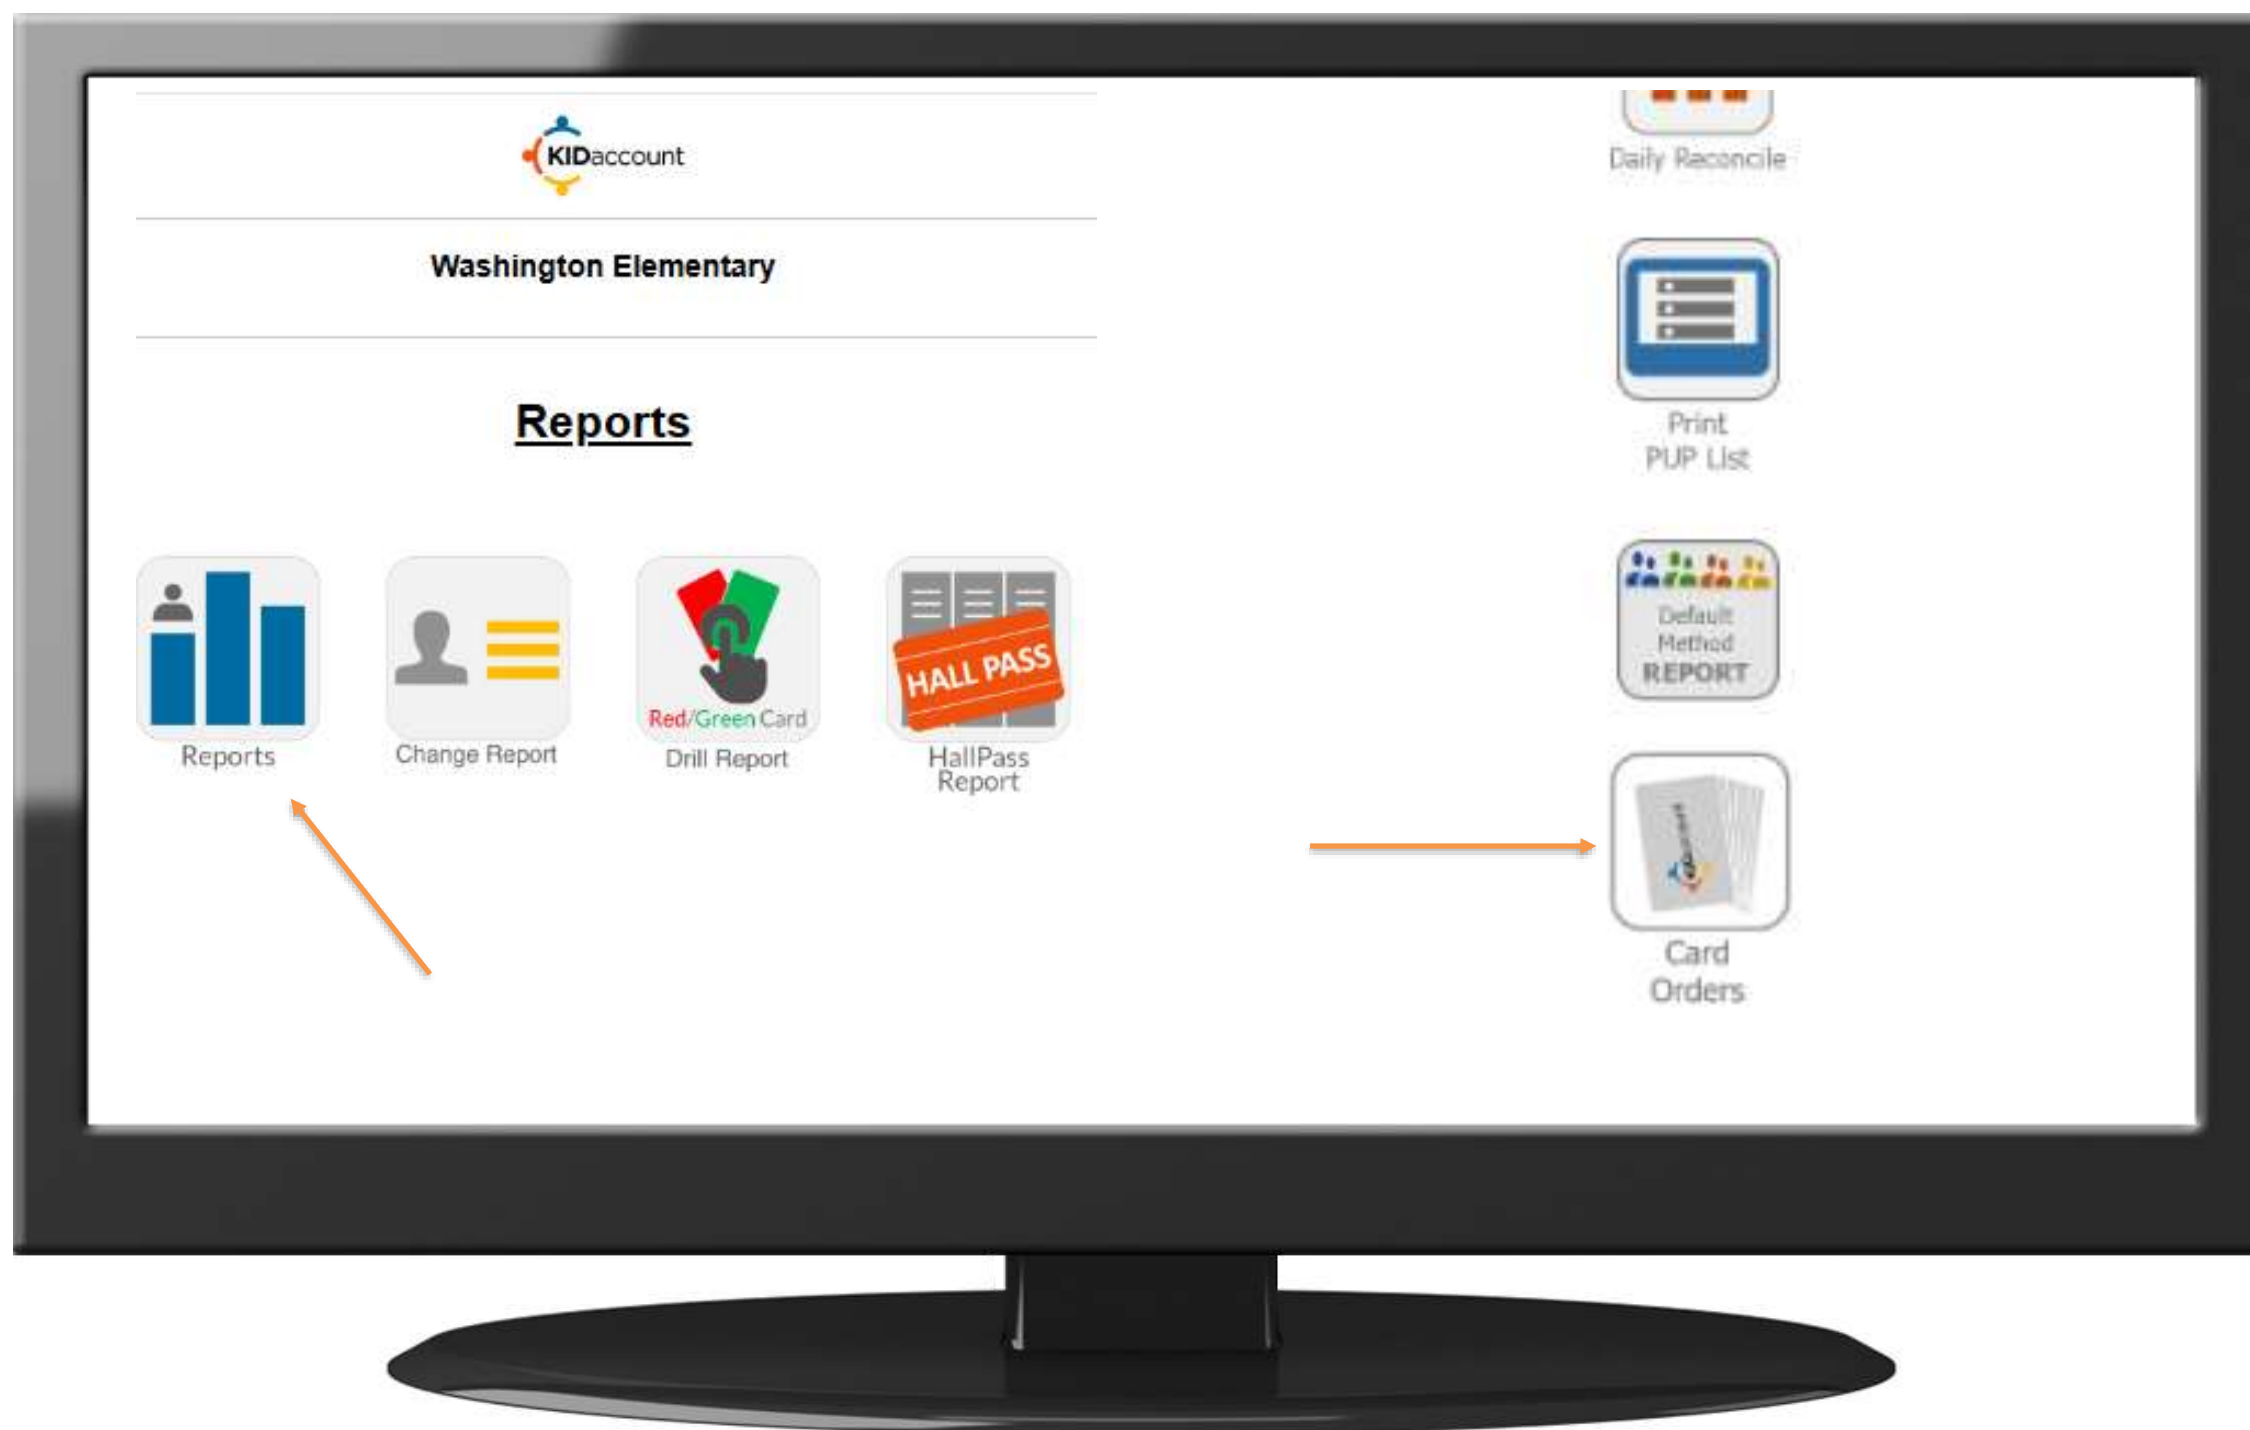 KIDaccount
Washington Elementary
Reports
Reports
Change Report
Red/Green Card
Drill Report
HALL PASS
HallPass
Report
Daily Reconcile
Print
PUP List
Default
Method
REPORT
Card
Orders